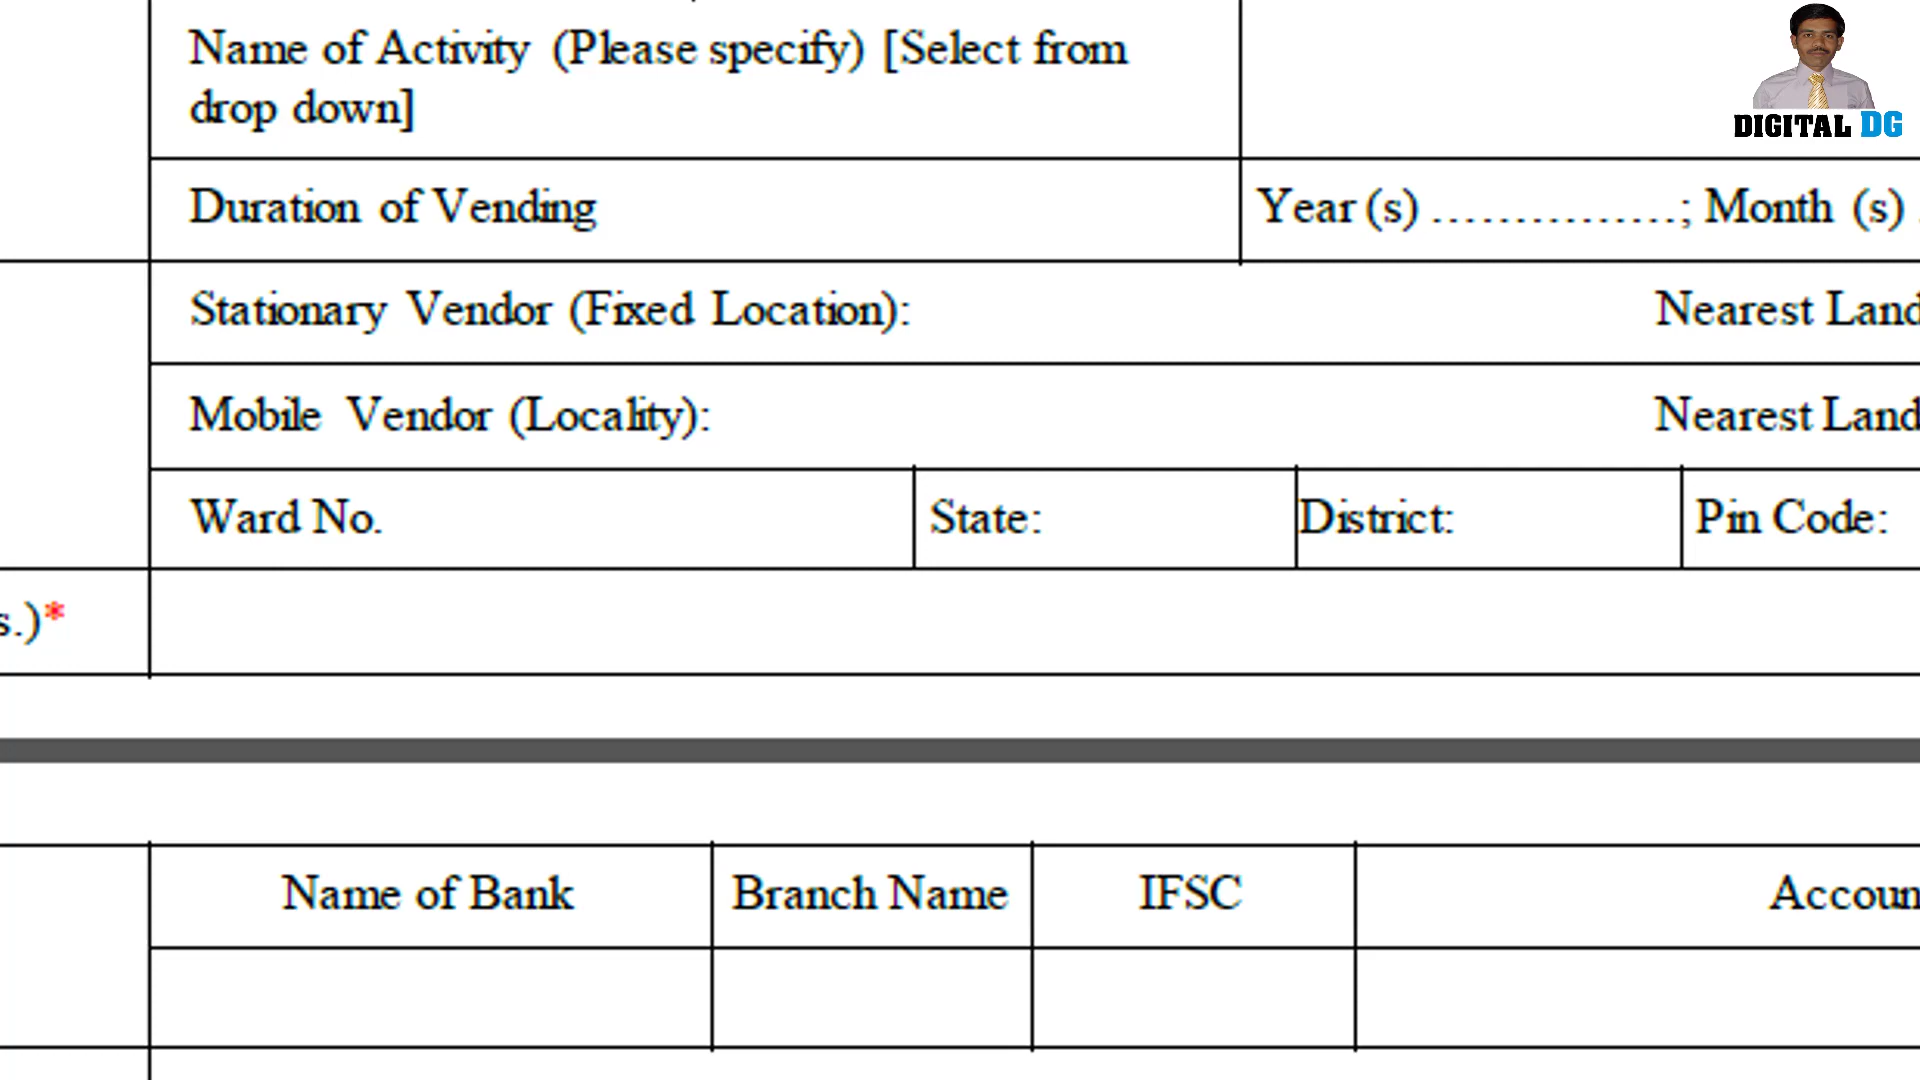 Name of Activity (Please specify) [Select from
drop down]
DIGITAL DG
Duration of Vending
Year (s) ...............; Month (s)
Stationary Vendor (Fixed Location):
Nearest Land
Mobile Vendor (Locality):
Nearest Land
Ward No.
State:
District:
Pin Code:
s.)*
Name of Bank
Branch Name
IFSC
Accoun